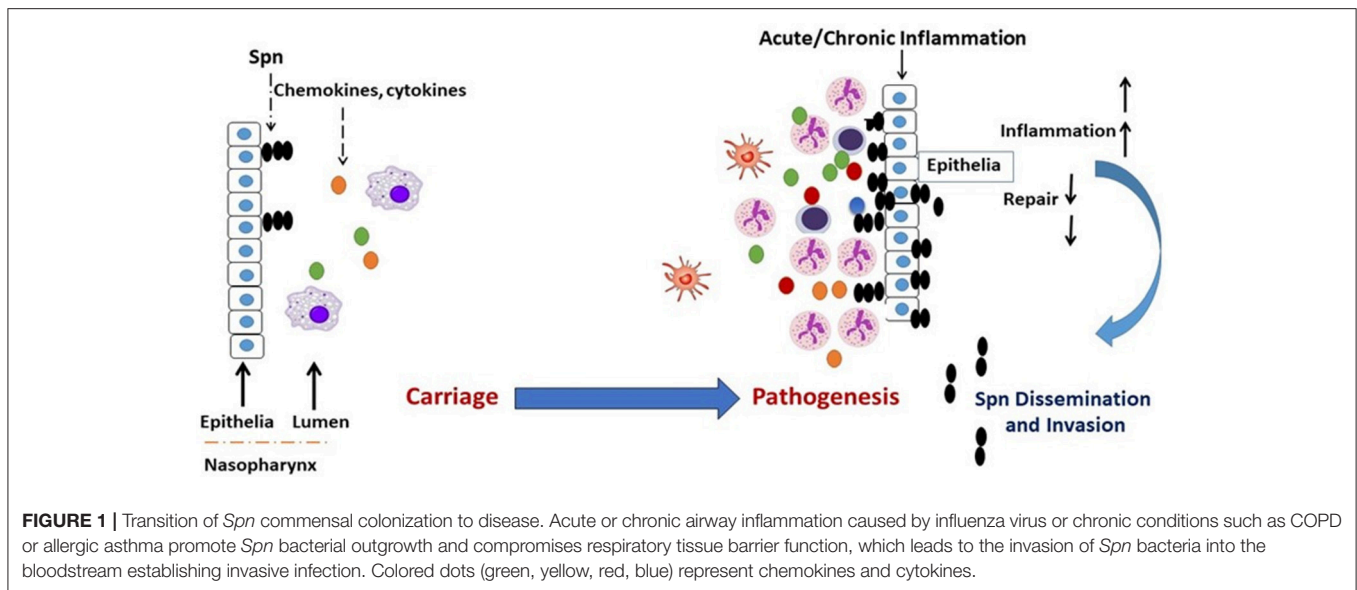 Spn
Chemokines, cytokines
Epithelia Lumen
Nasopharynx
Carriage
Acute/Chronic Inflammation
Inflammation
Epithelia
Repair
Pathogenesis
Spn Dissemination
and Invasion
FIGURE 1 | Transition of Spn commensal colonization to disease. Acute or chronic airway inflammation caused by influenza virus or chronic conditions such as COPD
or allergic asthma promote Spn bacterial outgrowth and compromises respiratory tissue barrier function, which leads to the invasion of Spn bacteria into the
bloodstream establishing invasive infection. Colored dots (green, yellow, red, blue) represent chemokines and cytokines.